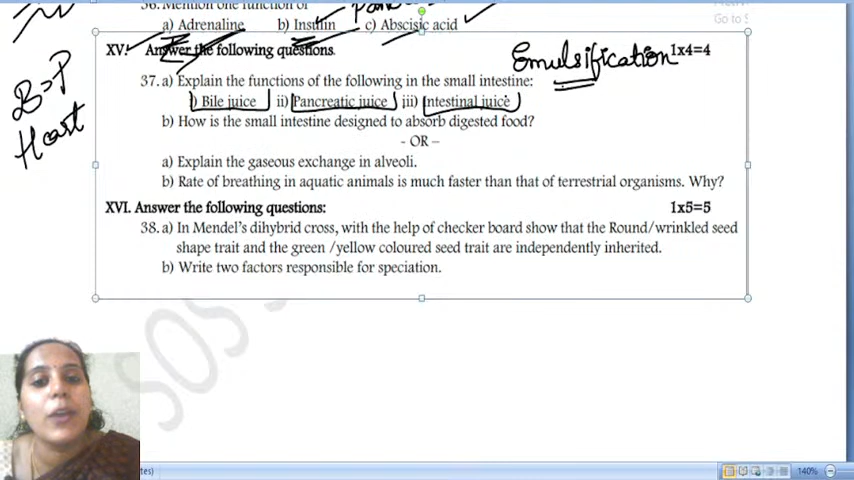 36. Mention one function of
a) Adrenaline b) Insulin c) Abscisic acid
Go to S
XV. Answer the following questions. 1x4=4
Emulsification
37. a) Explain the functions of the following in the small intestine:
i) Bile juice ii) Pancreatic juice iii) Intestinal juice
B=P
Heart
b) How is the small intestine designed to absorb digested food?
- OR –
a) Explain the gaseous exchange in alveoli.
b) Rate of breathing in aquatic animals is much faster than that of terrestrial organisms. Why?
XVI. Answer the following questions: 1x5=5
38. a) In Mendel's dihybrid cross, with the help of checker board show that the Round/wrinkled seed
shape trait and the green /yellow coloured seed trait are independently inherited.
b) Write two factors responsible for speciation.
SOS
tes)
140%